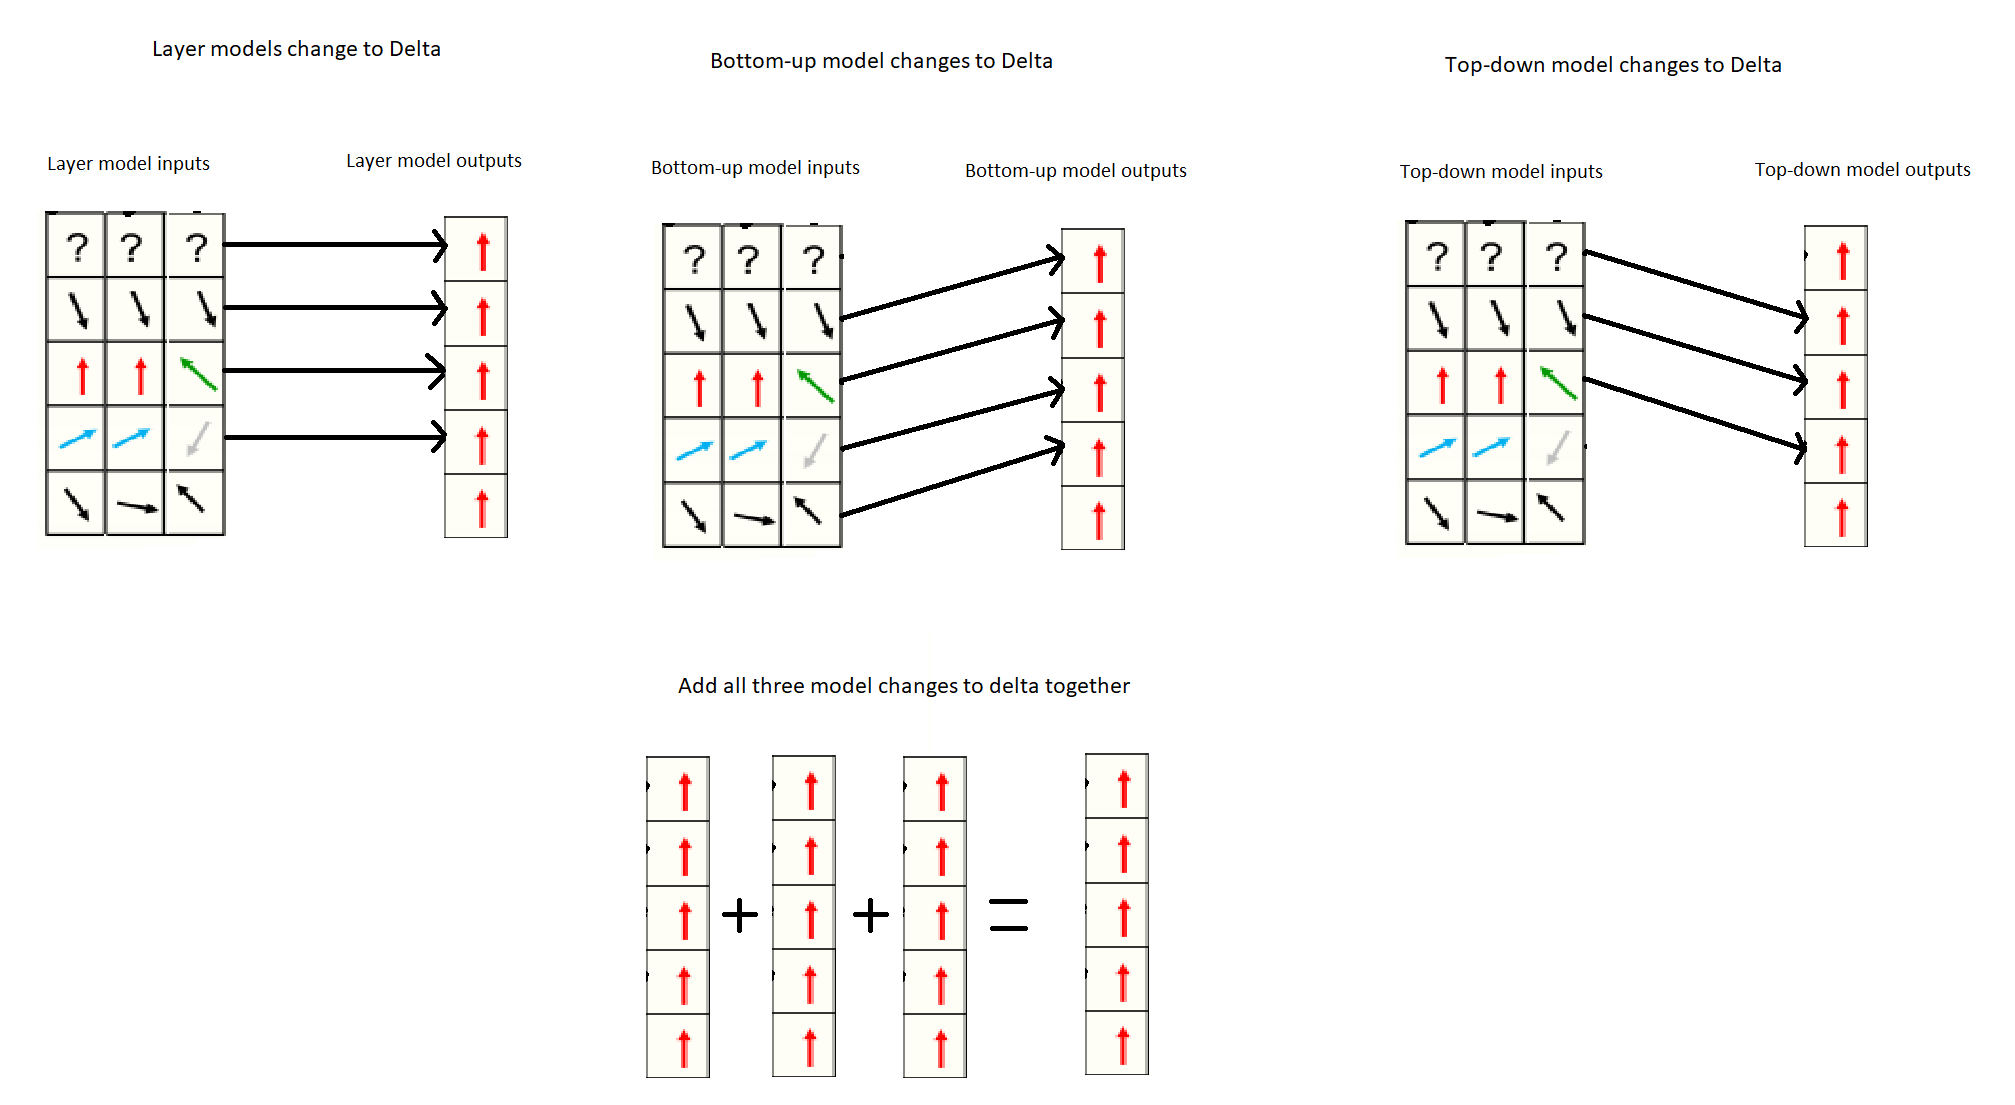 Layer models change to Delta
Bottom-up model changes to Delta
Top-down model changes to Delta
Layer model inputs
Layer model outputs
Bottom-up model inputs
Bottom-up model outputs
Top-down model inputs
Top-down model outputs
? ? ?
? ? ?
? ? ?
Add all three model changes to delta together
+ + =